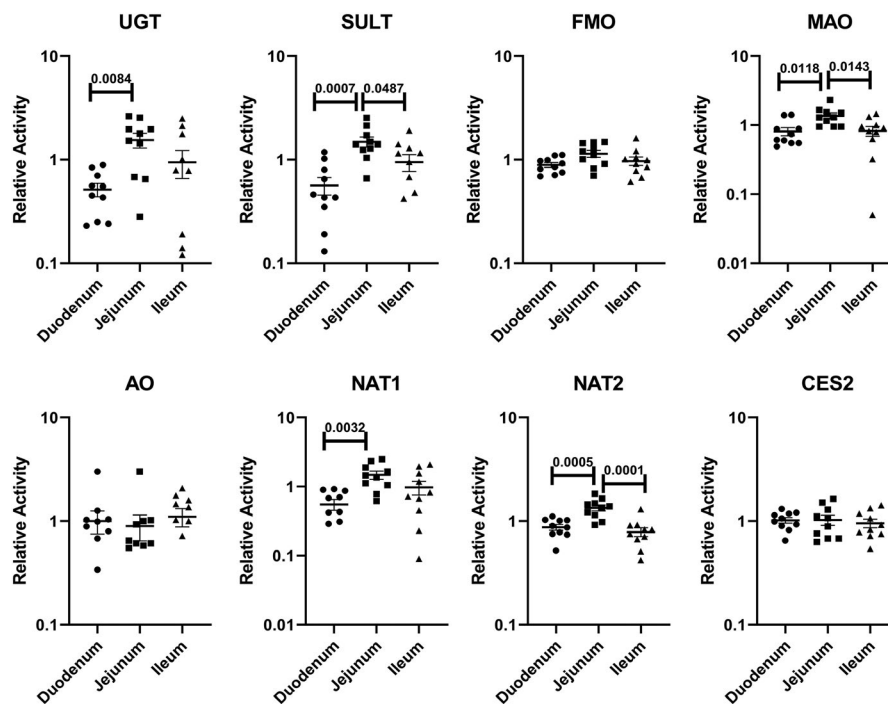 UGT
SULT
FMO
MAO
Relative Activity
10
1
0.1
0.0084
Duodenum
Jejunum
Ileum
Relative Activity
10
1
0.1
0.0007
0.0487
Duodenum
Jejunum
Ileum
Relative Activity
10
1
0.1
Duodenum
Jejunum
Ileum
Relative Activity
10
1
0.1
0.01
0.0118
0.0143
Duodenum
Jejunum
Ileum
AO
NAT1
NAT2
CES2
Relative Activity
10
1
0.1
Duodenum
Jejunum
Ileum
Relative Activity
10
1
0.1
0.01
0.0032
Duodenum
Jejunum
Ileum
Relative Activity
10
1
0.1
0.0005
0.0001
Duodenum
Jejunum
Ileum
Relative Activity
10
1
0.1
Duodenum
Jejunum
Ileum